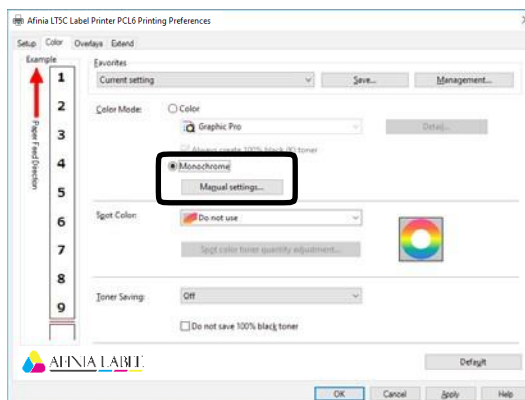 Afinia LT5C Label Printer PCL6 Printing Preferences
Setup Color Overlays Extend
Example
Paper Feed Direction
1
2
3
4
5
6
7
8
9
Favorites
Current setting Save... Management...
Color Mode: Color
Graphic Pro Detail...
Always create 100% black (K) toner
Monochrome
Manual settings...
Spot Color: Do not use
Spot color toner quantity adjustment...
Toner Saving: Off
Do not save 100% black toner
AFINIA LABEL
Default
OK Cancel Apply Help